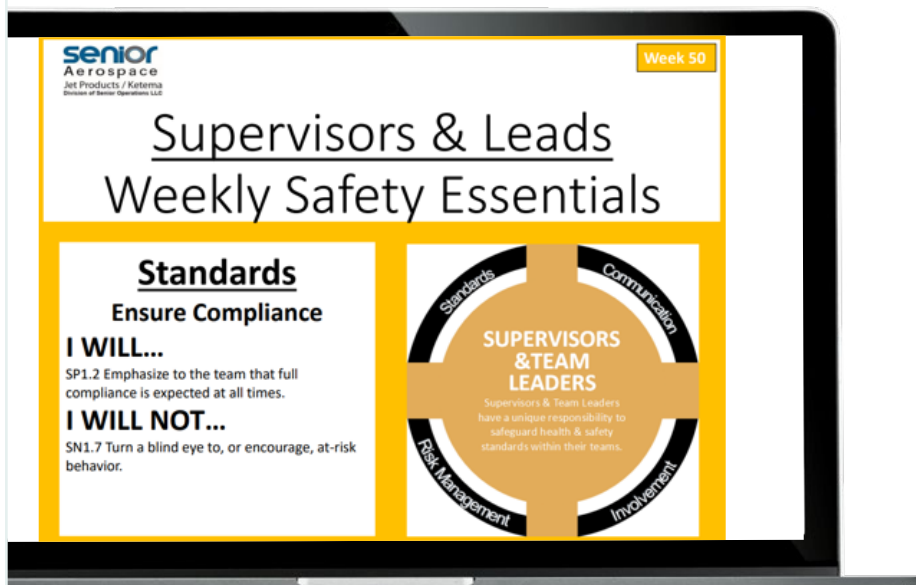 senior
Aerospace
Jet Products / Ketema
Division of Senior Operations LLC
Week 50
Supervisors & Leads
Weekly Safety Essentials
Standards
Ensure Compliance
I WILL...
SP1.2 Emphasize to the team that full
compliance is expected at all times.
I WILL NOT...
SN1.7 Turn a blind eye to, or encourage, at-risk
behavior.
Standards
Communication
SUPERVISORS
&TEAM
LEADERS
Supervisors & Team Leaders
have a unique responsibility to
safeguard health & safety
standards within their teams.
Risk Management
Involvement